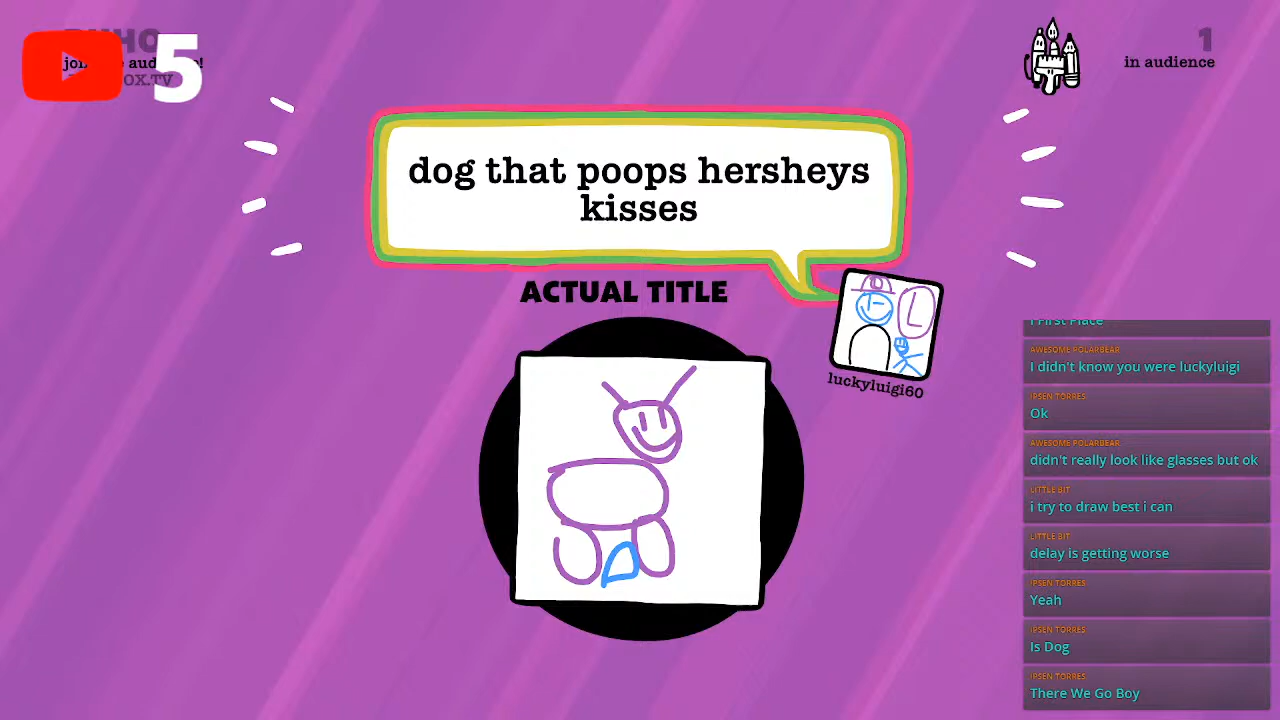 5
1
in audience
dog that poops hersheys
kisses
ACTUAL TITLE
luckyluigi60
L
I First Place
AWESOME POLARBEAR
I didn't know you were luckyluigi
IPSEN TORRES
Ok
AWESOME POLARBEAR
didn't really look like glasses but ok
LITTLE BIT
i try to draw best i can
LITTLE BIT
delay is getting worse
IPSEN TORRES
Yeah
IPSEN TORRES
Is Dog
IPSEN TORRES
There We Go Boy